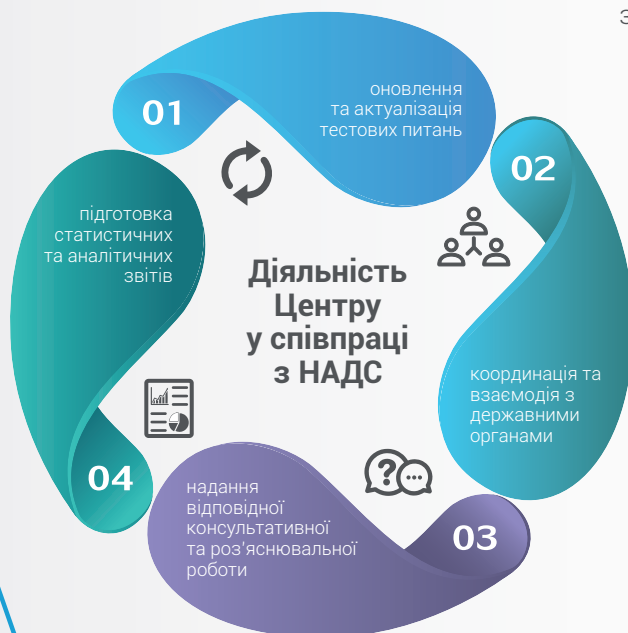 З
01
оновлення
та актуалізація
тестових питань
02
координація та
взаємодія з
державними
органами
03
надання
відповідної
консультативної
та роз'яснювальної
роботи
04
підготовка
статистичних
та аналітичних
звітів
Діяльність
Центру
у співпраці
з НАДС